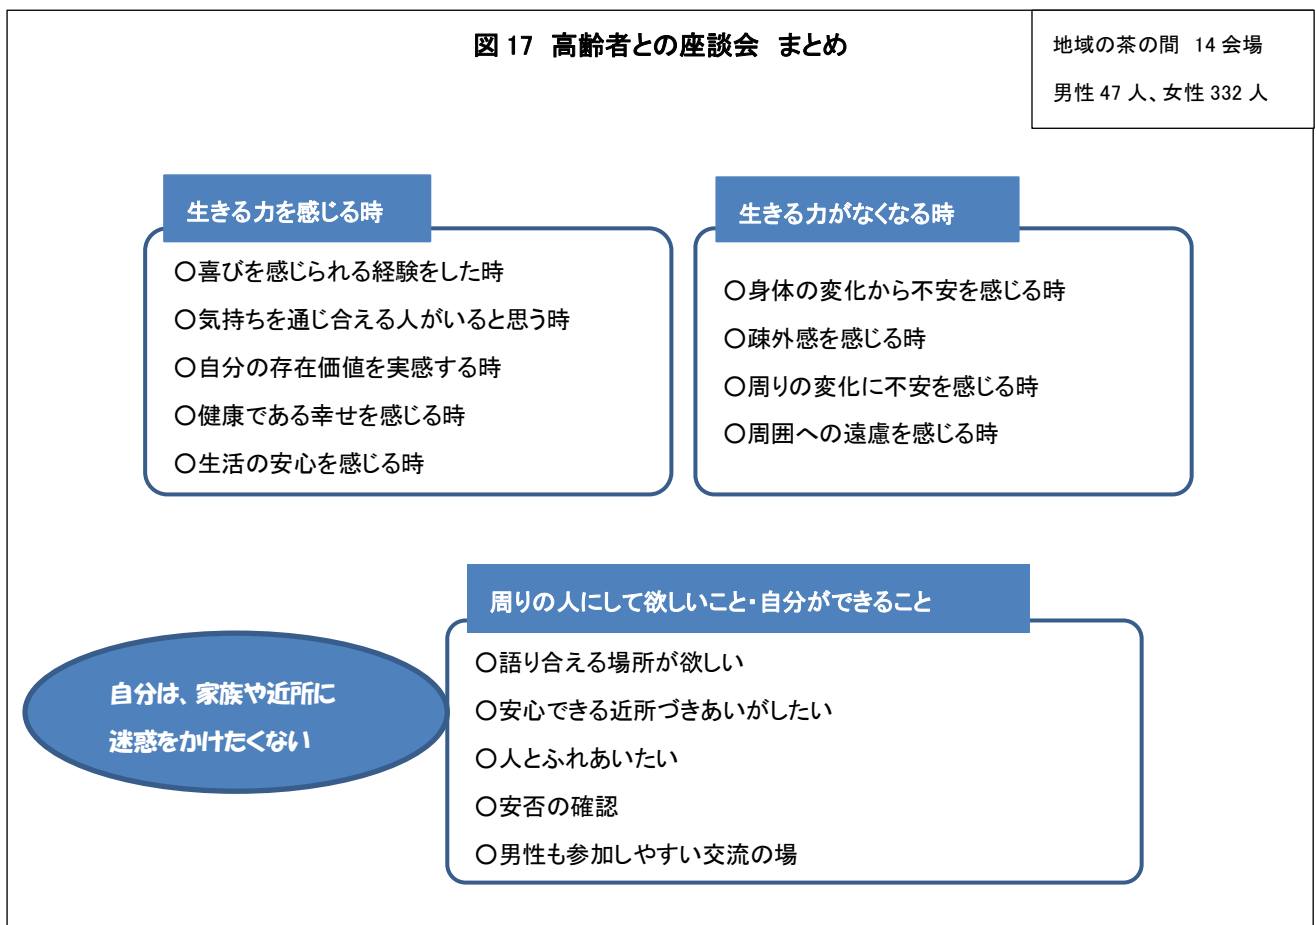 図 17 高齢者との座談会 まとめ
地域の茶の間 14 会場
男性 47 人、女性 332 人
生きる力を感じる時
〇喜びを感じられる経験をした時
〇気持ちを通じ合える人がいると思う時
〇自分の存在価値を実感する時
〇健康である幸せを感じる時
〇生活の安心を感じる時
生きる力がなくなる時
〇身体の変化から不安を感じる時
〇疎外感を感じる時
〇周りの変化に不安を感じる時
〇周囲への遠慮を感じる時
自分は、家族や近所に
迷惑をかけたくない
周りの人にして欲しいこと・自分ができること
〇語り合える場所が欲しい
〇安心できる近所づきあいがしたい
〇人とふれあいたい
〇安否の確認
〇男性も参加しやすい交流の場